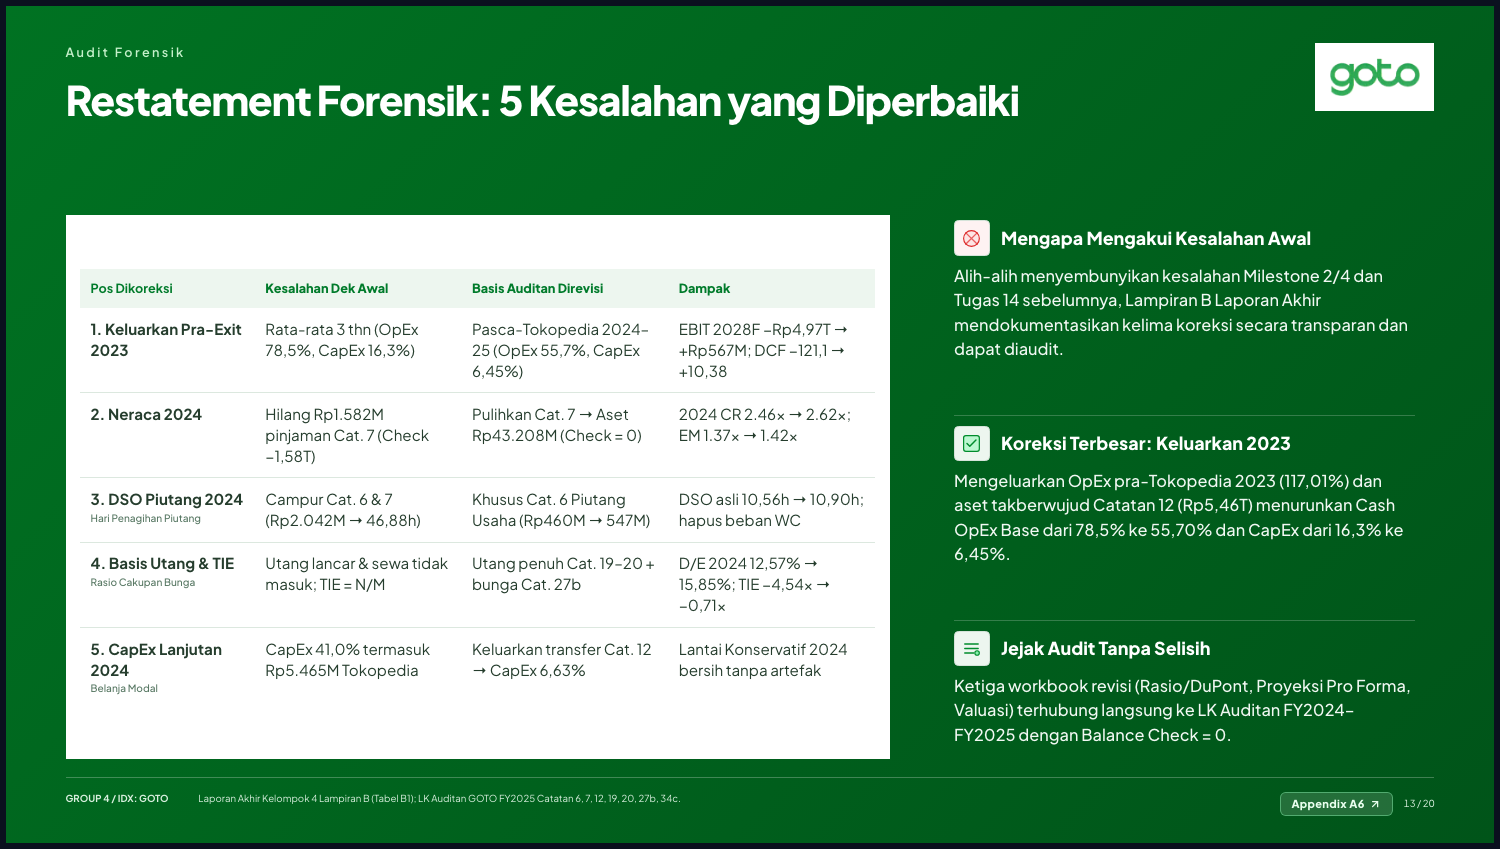 Audit Forensik
Restatement Forensik: 5 Kesalahan yang Diperbaiki
goto
Pos Dikoreksi
Kesalahan Dek Awal
Basis Auditan Direvisi
Dampak
1. Keluarkan Pra-Exit
2023
Rata-rata 3 thn (OpEx
78,5%, CapEx 16,3%)
Pasca-Tokopedia 2024–
25 (OpEx 55,7%, CapEx
6,45%)
EBIT 2028F −Rp4,97T →
+Rp567M; DCF −121,1 →
+10,38
2. Neraca 2024
Hilang Rp1.582M
pinjaman Cat. 7 (Check
−1,58T)
Pulihkan Cat. 7 → Aset
Rp43.208M (Check = 0)
2024 CR 2.46× → 2.62×;
EM 1.37× → 1.42×
3. DSO Piutang 2024
Hari Penagihan Piutang
Campur Cat. 6 & 7
(Rp2.042M → 46,88h)
Khusus Cat. 6 Piutang
Usaha (Rp460M → 547M)
DSO asli 10,56h → 10,90h;
hapus beban WC
4. Basis Utang & TIE
Rasio Cakupan Bunga
Utang lancar & sewa tidak
masuk; TIE = N/M
Utang penuh Cat. 19–20 +
bunga Cat. 27b
D/E 2024 12,57% →
15,85%; TIE −4,54× →
−0,71×
5. CapEx Lanjutan
2024
Belanja Modal
CapEx 41,0% termasuk
Rp5.465M Tokopedia
Keluarkan transfer Cat. 12
→ CapEx 6,63%
Lantai Konservatif 2024
bersih tanpa artefak
Mengapa Mengakui Kesalahan Awal
Alih-alih menyembunyikan kesalahan Milestone 2/4 dan
Tugas 14 sebelumnya, Lampiran B Laporan Akhir
mendokumentasikan kelima koreksi secara transparan dan
dapat diaudit.
Koreksi Terbesar: Keluarkan 2023
Mengeluarkan OpEx pra-Tokopedia 2023 (117,01%) dan
aset takberwujud Catatan 12 (Rp5,46T) menurunkan Cash
OpEx Base dari 78,5% ke 55,70% dan CapEx dari 16,3% ke
6,45%.
Jejak Audit Tanpa Selisih
Ketiga workbook revisi (Rasio/DuPont, Proyeksi Pro Forma,
Valuasi) terhubung langsung ke LK Auditan FY2024–
FY2025 dengan Balance Check = 0.
GROUP 4 / IDX: GOTO
Laporan Akhir Kelompok 4 Lampiran B (Tabel B1); LK Auditan GOTO FY2025 Catatan 6, 7, 12, 19, 20, 27b, 34c.
Appendix A6 ↗
13 / 20